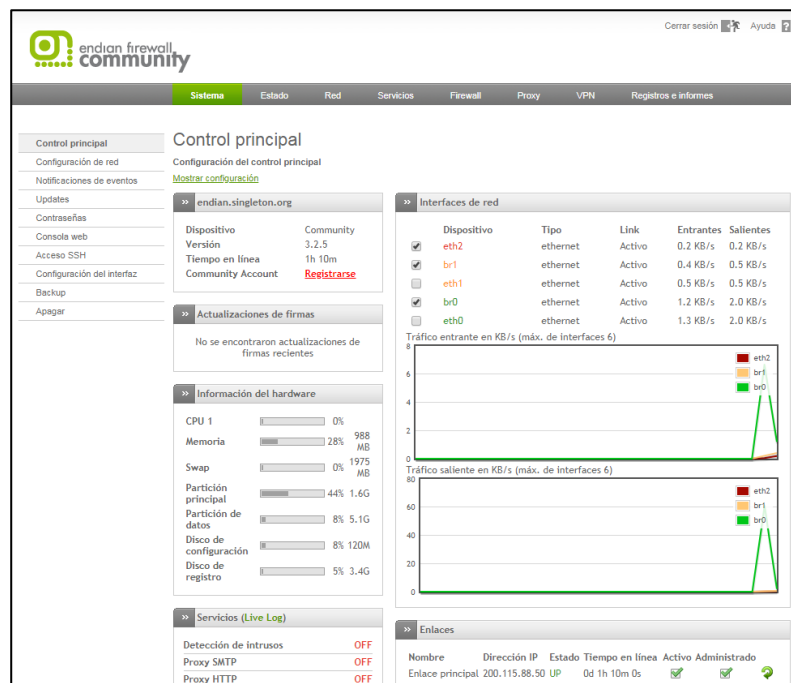 Cerrar sesión Ayuda ?
endian firewall
community
Sistema Estado Red Servicios Firewall Proxy VPN Registros e informes
Control principal
Configuración de red
Notificaciones de eventos
Updates
Contraseñas
Consola web
Acceso SSH
Configuración del interfaz
Backup
Apagar
Control principal
Configuración del control principal
Mostrar configuración
» endian.singleton.org
Dispositivo Community
Versión 3.2.5
Tiempo en línea 1h 10m
Community Account Registrarse
» Actualizaciones de firmas
No se encontraron actualizaciones de
firmas recientes
» Información del hardware
CPU 1 0%
Memoria 28% 988 MB
Swap 0% 1975 MB
Partición principal 44% 1.6G
Partición de datos 8% 5.1G
Disco de configuración 8% 120M
Disco de registro 5% 3.4G
» Servicios (Live Log)
Detección de intrusos OFF
Proxy SMTP OFF
Proxy HTTP OFF
» Interfaces de red
Dispositivo Tipo Link Entrantes Salientes
eth2 ethernet Activo 0.2 KB/s 0.2 KB/s
br1 ethernet Activo 0.4 KB/s 0.5 KB/s
eth1 ethernet Activo 0.5 KB/s 0.5 KB/s
br0 ethernet Activo 1.2 KB/s 2.0 KB/s
eth0 ethernet Activo 1.3 KB/s 2.0 KB/s
Tráfico entrante en KB/s (máx. de interfaces 6)
8
6
4
2
0
eth2
br1
br0
Tráfico saliente en KB/s (máx. de interfaces 6)
80
60
40
20
0
eth2
br1
br0
» Enlaces
Nombre Dirección IP Estado Tiempo en línea Activo Administrado
Enlace principal 200.115.88.50 UP 0d 1h 10m 0s